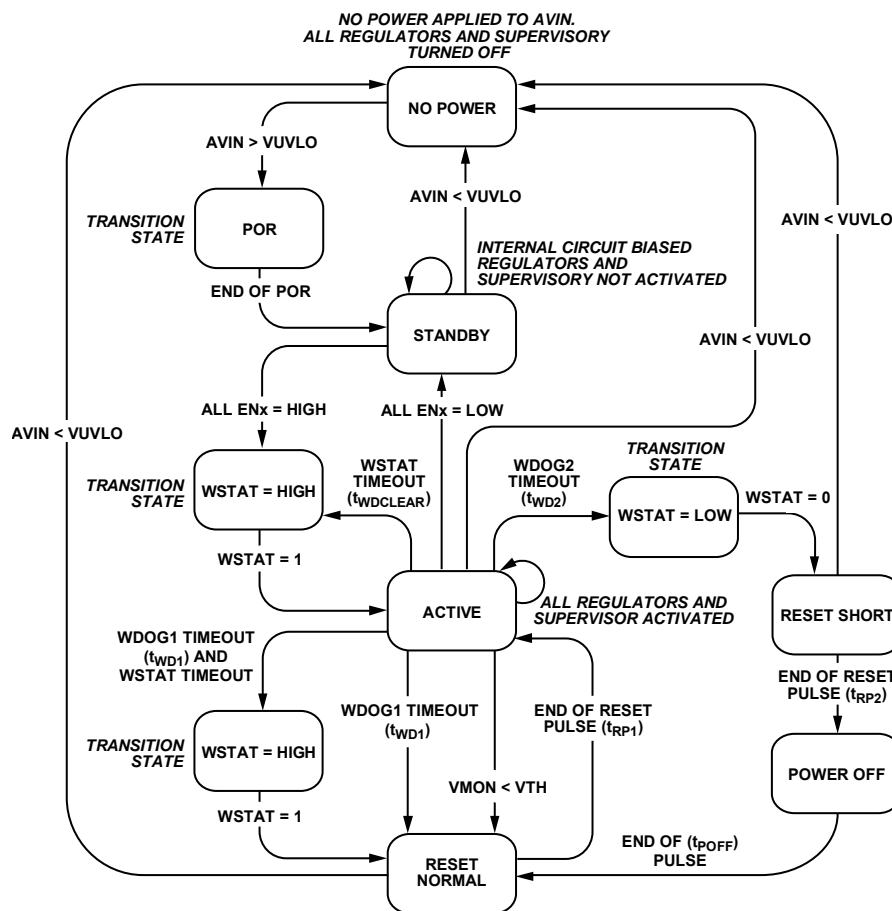 NO POWER APPLIED TO AVIN.
ALL REGULATORS AND SUPERVISORY
TURNED OFF
NO POWER
AVIN > VUVLO
AVIN < VUVLO
AVIN < VUVLO
TRANSITION
STATE
POR
INTERNAL CIRCUIT BIASED
REGULATORS AND
SUPERVISORY NOT ACTIVATED
END OF POR
STANDBY
AVIN < VUVLO
ALL ENx = HIGH
ALL ENx = LOW
AVIN < VUVLO
TRANSITION
STATE
WSTAT = HIGH
WSTAT
TIMEOUT
(tWDCLEAR)
WDOG2
TIMEOUT
(tWD2)
TRANSITION
STATE
WSTAT = LOW
WSTAT = 0
WSTAT = 1
ACTIVE
ALL REGULATORS AND
SUPERVISOR ACTIVATED
RESET SHORT
WDOG1 TIMEOUT
(tWD1) AND
WSTAT TIMEOUT
WDOG1 TIMEOUT
(tWD1)
END OF RESET
PULSE (tRP1)
END OF RESET
PULSE (tRP2)
TRANSITION
STATE
WSTAT = HIGH
POWER OFF
VMON < VTH
WSTAT = 1
RESET
NORMAL
END OF (tPOFF)
PULSE